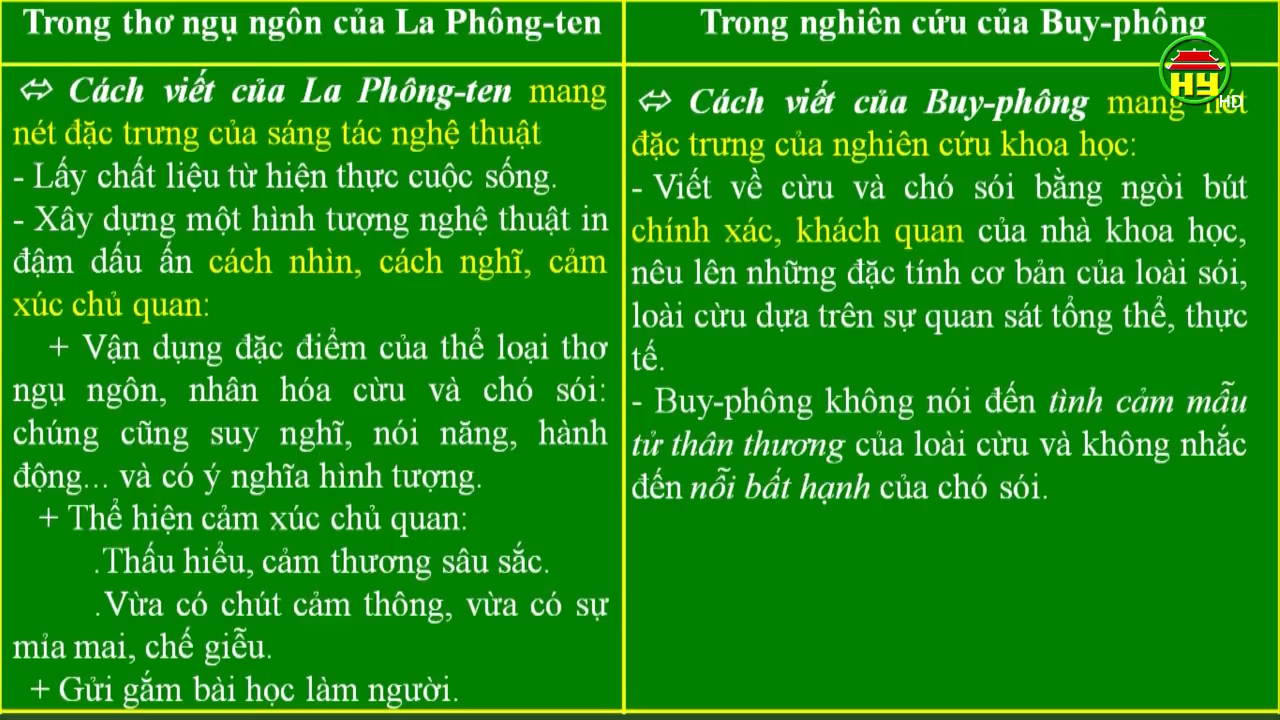 Trong thơ ngụ ngôn của La Phông-ten
⬄ Cách viết của La Phông-ten mang
nét đặc trưng của sáng tác nghệ thuật
- Lấy chất liệu từ hiện thực cuộc sống.
- Xây dựng một hình tượng nghệ thuật in
đậm dấu ấn cách nhìn, cách nghĩ, cảm
xúc chủ quan:
+ Vận dụng đặc điểm của thể loại thơ
ngụ ngôn, nhân hóa cừu và chó sói:
chúng cũng suy nghĩ, nói năng, hành
động... và có ý nghĩa hình tượng.
+ Thể hiện cảm xúc chủ quan:
.Thấu hiểu, cảm thương sâu sắc.
.Vừa có chút cảm thông, vừa có sự
mỉa mai, chế giễu.
+ Gửi gắm bài học làm người.
Trong nghiên cứu của Buy-phông
⬄ Cách viết của Buy-phông mang nét
đặc trưng của nghiên cứu khoa học:
- Viết về cừu và chó sói bằng ngòi bút
chính xác, khách quan của nhà khoa học,
nêu lên những đặc tính cơ bản của loài sói,
loài cừu dựa trên sự quan sát tổng thể, thực
tế.
- Buy-phông không nói đến tình cảm mẫu
tử thân thương của loài cừu và không nhắc
đến nỗi bất hạnh của chó sói.
HY
HD